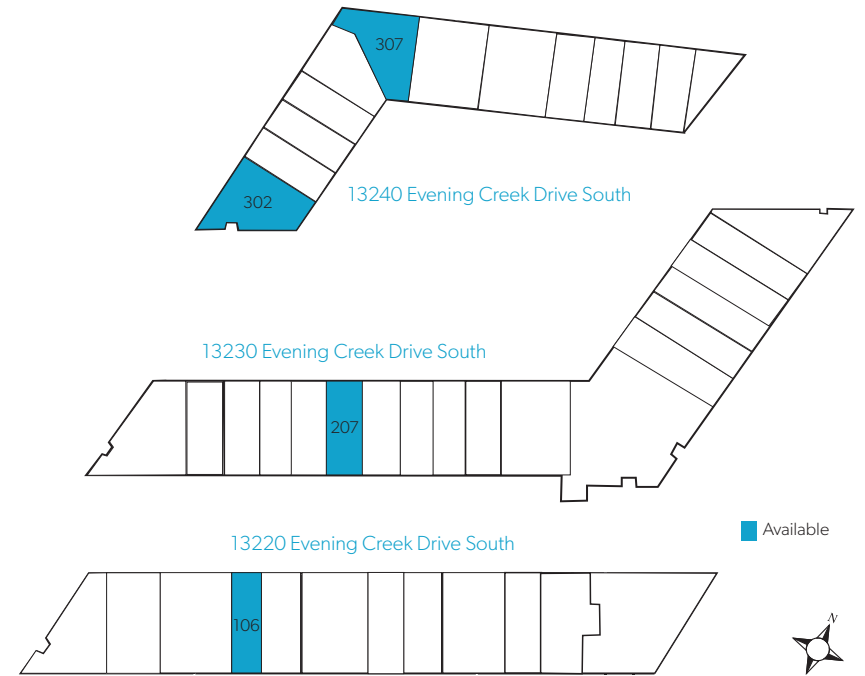 307
302
13240 Evening Creek Drive South
13230 Evening Creek Drive South
207
13220 Evening Creek Drive South
Available
106
N